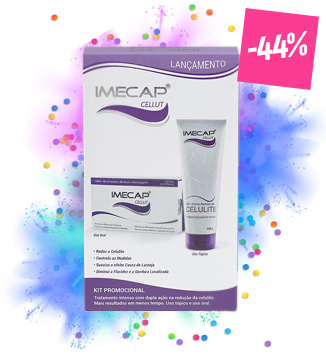 -44%
LANÇAMENTO
IMECAP®
CELLUT
IMECAP®
CELLUT
CELULITE
Uso Oral
Uso Tópico
• Reduz a Celulite
• Controla as Medidas
• Suaviza o efeito Casca de Laranja
• Diminui a Flacidez e a Gordura Localizada
KIT PROMOCIONAL
Tratamento intenso com dupla ação na redução da celulite.
Mais resultados em menos tempo. Uso tópico e uso oral.